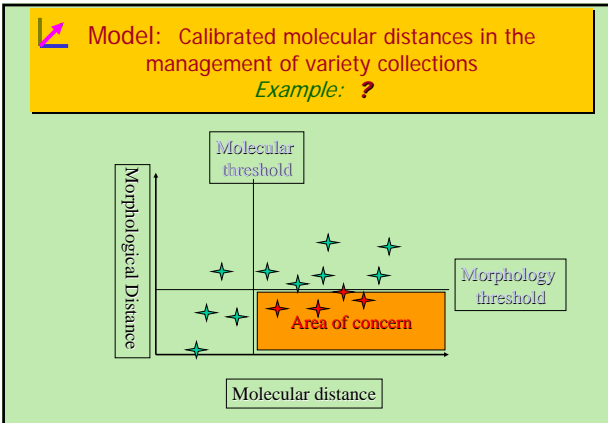 Model: Calibrated molecular distances in the
management of variety collections
Example: ?
Molecular
threshold
Morphological Distance
Morphology
threshold
Area of concern
Molecular distance